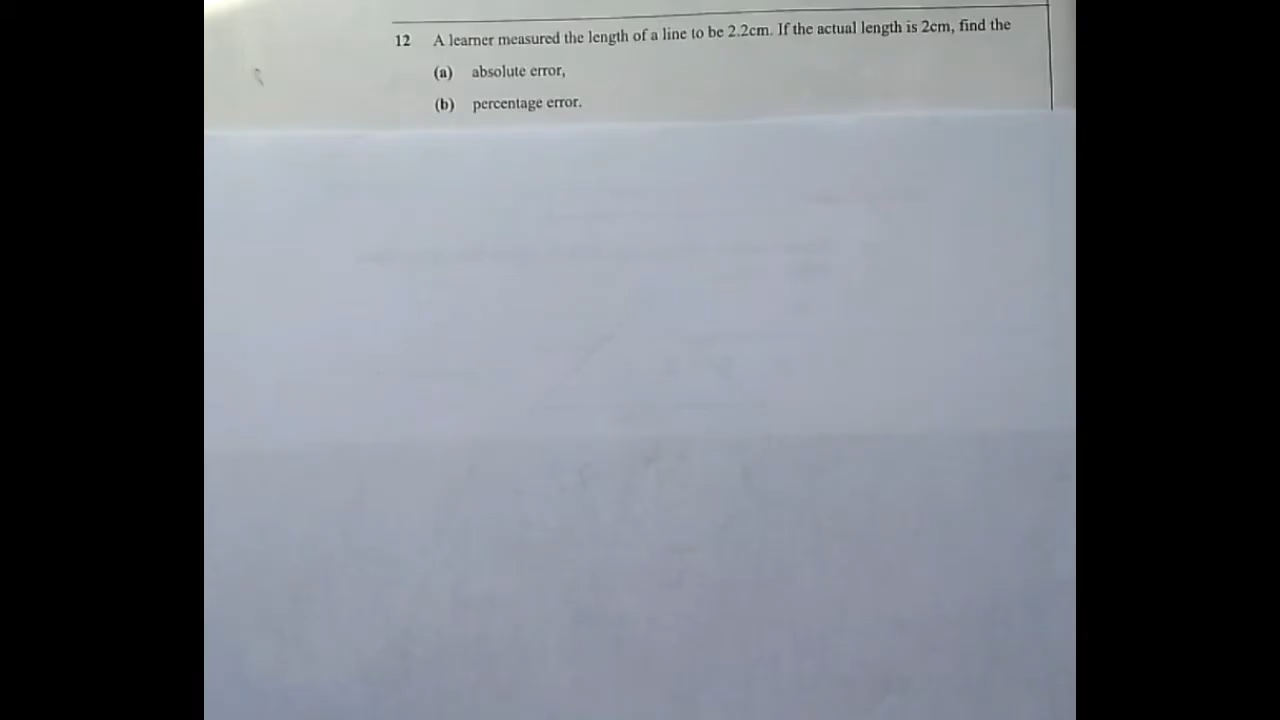 12 A learner measured the length of a line to be 2.2cm. If the actual length is 2cm, find the
(a) absolute error,
(b) percentage error.